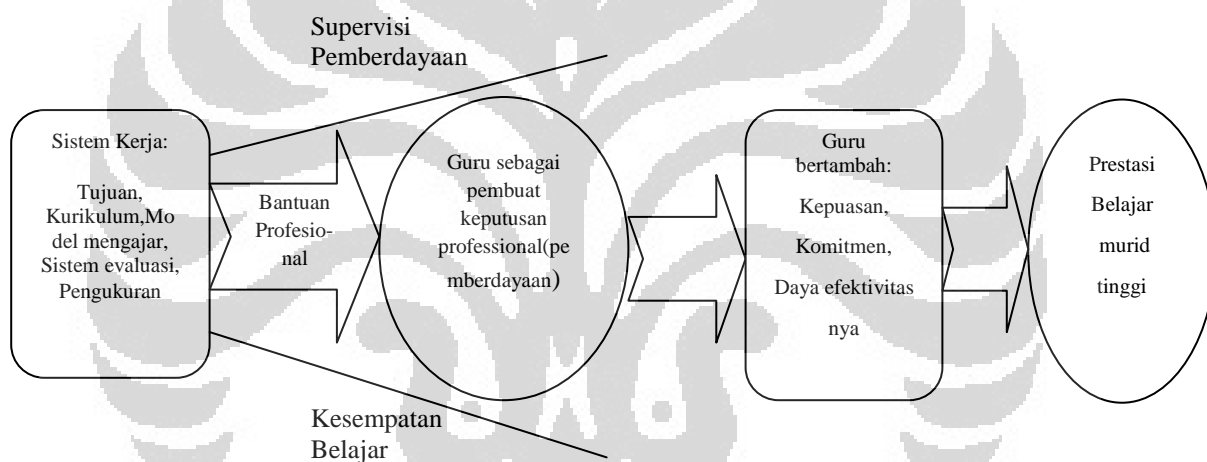 Supervisi
Pemberdayaan
Sistem Kerja:
Tujuan,
Kurikulum,Mo
del mengajar,
Sistem evaluasi,
Pengukuran
Bantuan
Profesio-
nal
Guru sebagai
pembuat
keputusan
professional(pe
mberdayaan)
Guru
bertambah:
Kepuasan,
Komitmen,
Daya efektivitas
nya
Prestasi
Belajar
murid
tinggi
Kesempatan
Belajar